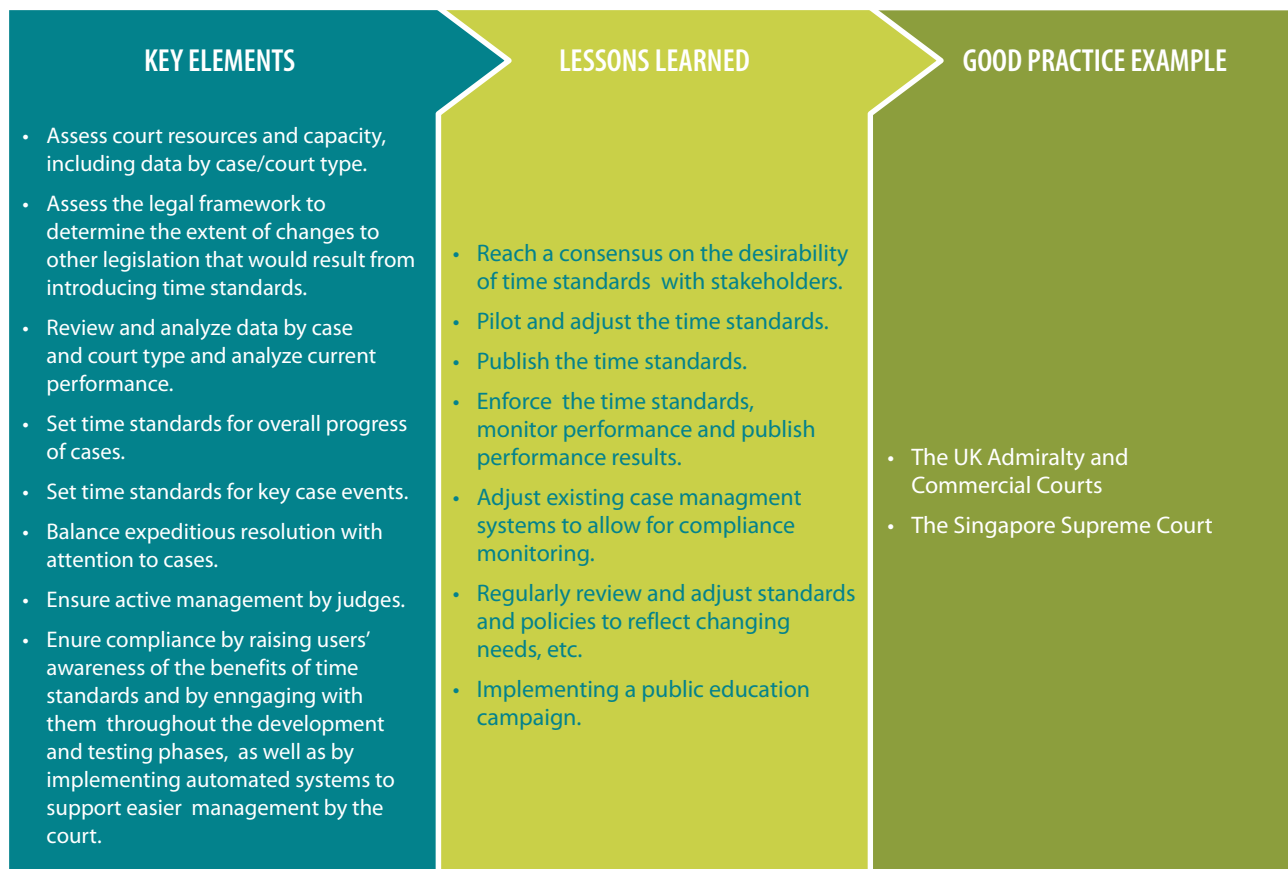 KEY ELEMENTS
• Assess court resources and capacity,
including data by case/court type.
• Assess the legal framework to
determine the extent of changes to
other legislation that would result from
introducing time standards.
• Review and analyze data by case
and court type and analyze current
performance.
• Set time standards for overall progress
of cases.
• Set time standards for key case events.
• Balance expeditious resolution with
attention to cases.
• Ensure active management by judges.
• Enure compliance by raising users’
awareness of the benefits of time
standards and by enngaging with
them throughout the development
and testing phases, as well as by
implementing automated systems to
support easier management by the
court.
LESSONS LEARNED
• Reach a consensus on the desirability
of time standards with stakeholders.
• Pilot and adjust the time standards.
• Publish the time standards.
• Enforce the time standards,
monitor performance and publish
performance results.
• Adjust existing case managment
systems to allow for compliance
monitoring.
• Regularly review and adjust standards
and policies to reflect changing
needs, etc.
• Implementing a public education
campaign.
GOOD PRACTICE EXAMPLE
• The UK Admiralty and
Commercial Courts
• The Singapore Supreme Court